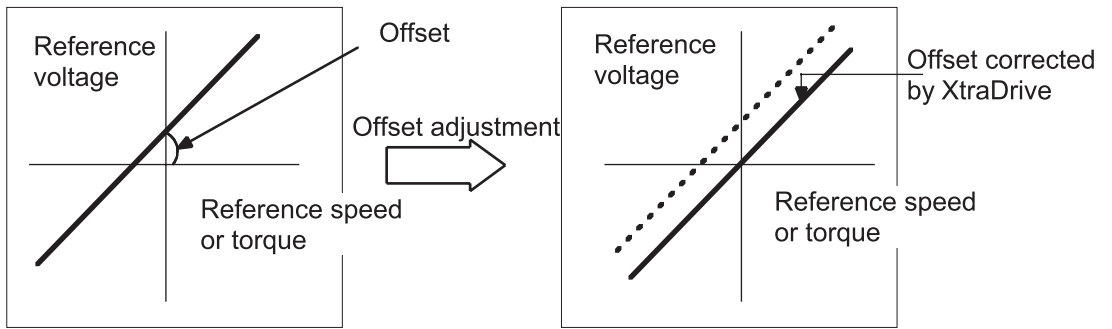 Reference
voltage
Offset
Reference speed
or torque
Offset adjustment
Reference
voltage
Offset corrected
by XtraDrive
Reference speed
or torque